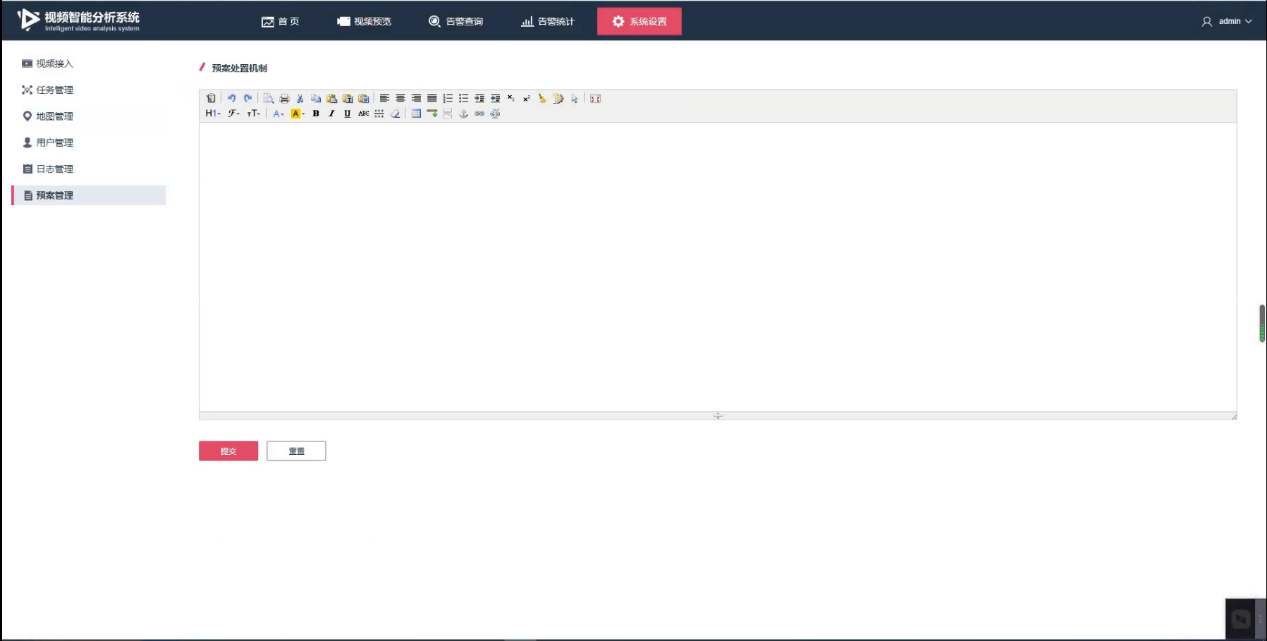 视频智能分析系统
Intelligent video analysis system
首页
视频预览
告警查询
告警统计
系统设置
admin
视频接入
任务管理
地图管理
用户管理
日志管理
预案管理
预案处置机制
H1 F TT A A B I U ABC
提交
重置